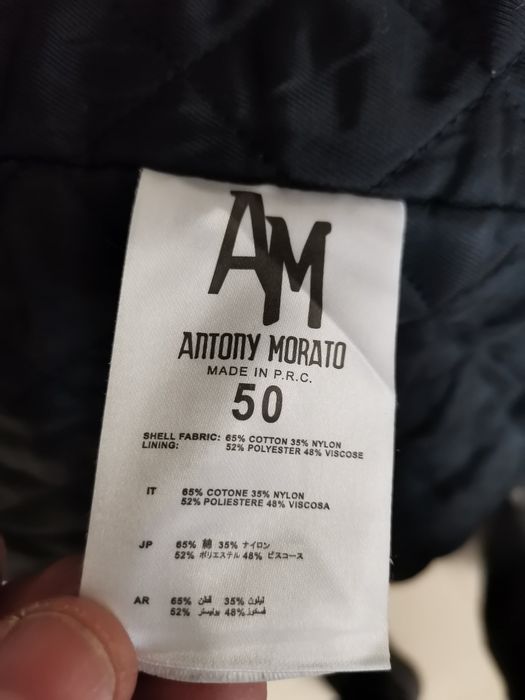 AM
ANTONY MORATO
MADE IN P.R.C.
50
SHELL FABRIC: 65% COTTON 35% NYLON
LINING: 52% POLYESTER 48% VISCOSE
IT 65% COTONE 35% NYLON
52% POLIESTERE 48% VISCOSA
JP 65% 綿 35% ナイロン
52% ポリエステル 48% ビスコース
AR 65% قطن 35% نيلون
52% بوليستر 48% فسكوز